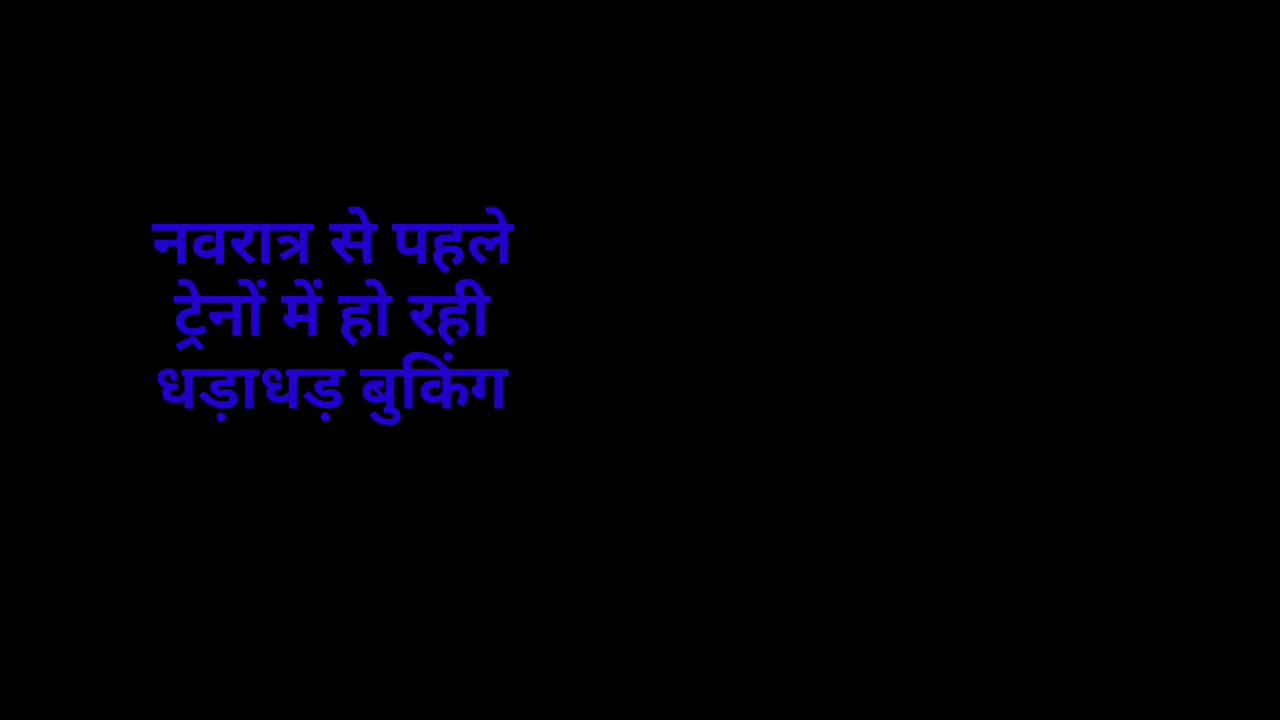 नवरात्र से पहले
ट्रेनों में हो रही
धड़ाधड़ बुकिंग